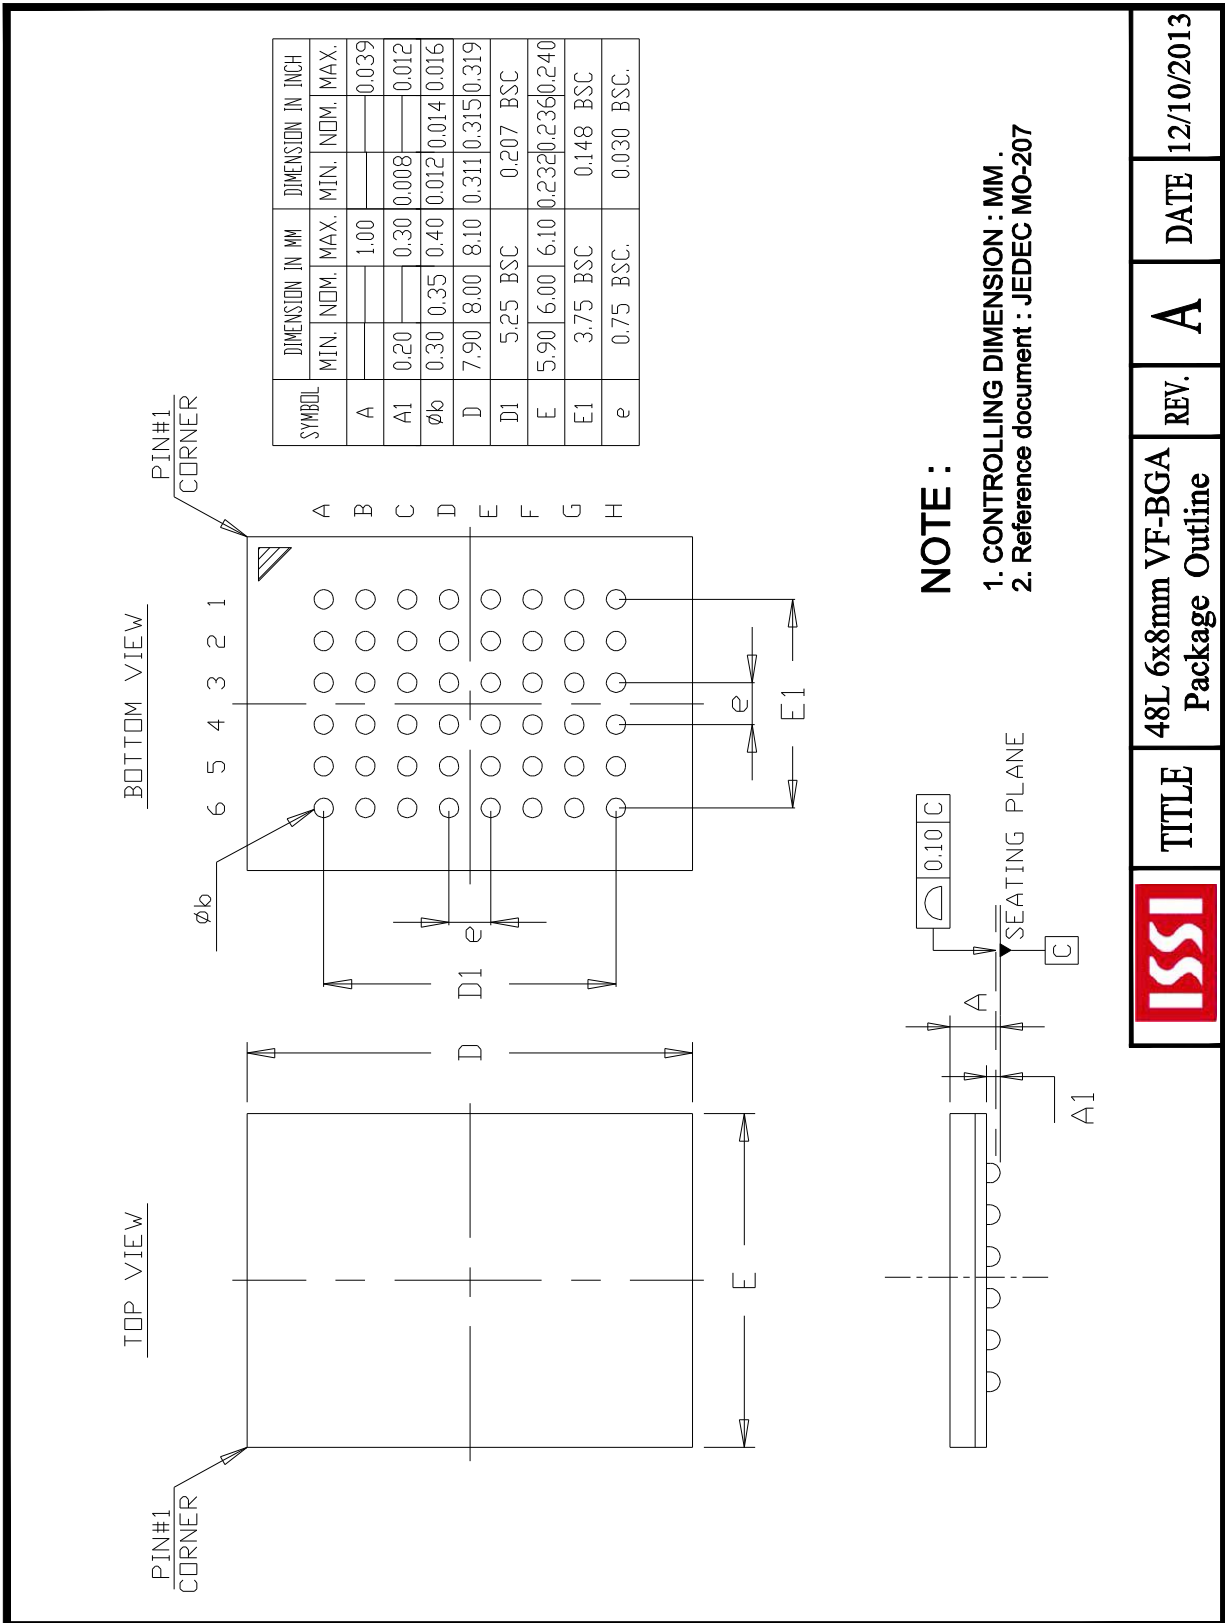 TOP VIEW
PIN#1
CORNER
D
E
BOTTOM VIEW
PIN#1
CORNER
6 5 4 3 2 1
A
B
C
D
E
F
G
H
øb
D1
e
e
E1
SYMBOL DIMENSION IN MM DIMENSION IN INCH
MIN. NOM. MAX. MIN. NOM. MAX.
A 1.00 0.039
A1 0.20 0.30 0.008 0.012
øb 0.30 0.35 0.40 0.012 0.014 0.016
D 7.90 8.00 8.10 0.311 0.315 0.319
D1 5.25 BSC 0.207 BSC
E 5.90 6.00 6.10 0.232 0.236 0.240
E1 3.75 BSC 0.148 BSC
e 0.75 BSC. 0.030 BSC.
A
A1
0.10 C
SEATING PLANE
C
NOTE :
1. CONTROLLING DIMENSION : MM .
2. Reference document : JEDEC MO-207
ISSI
TITLE
48L 6x8mm VF-BGA
Package Outline
REV.
A
DATE
12/10/2013